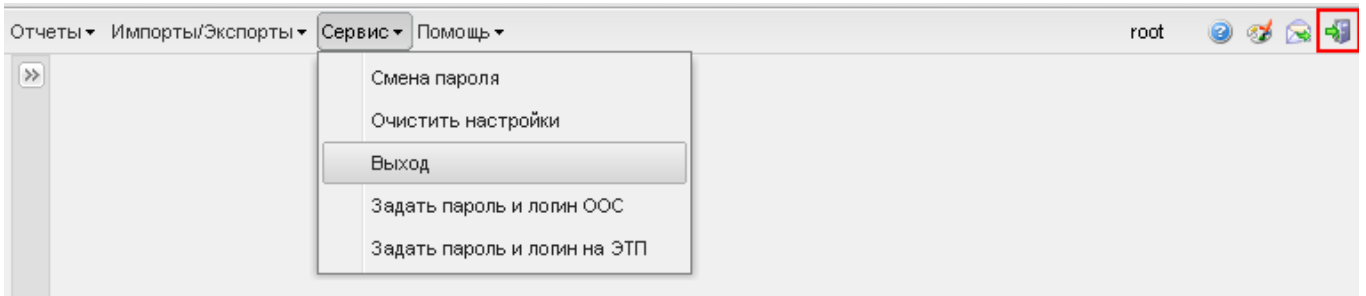 Отчеты Импорты/Экспорты Сервис Помощь root
Смена пароля
Очистить настройки
Выход
Задать пароль и логин ООС
Задать пароль и логин на ЭТП